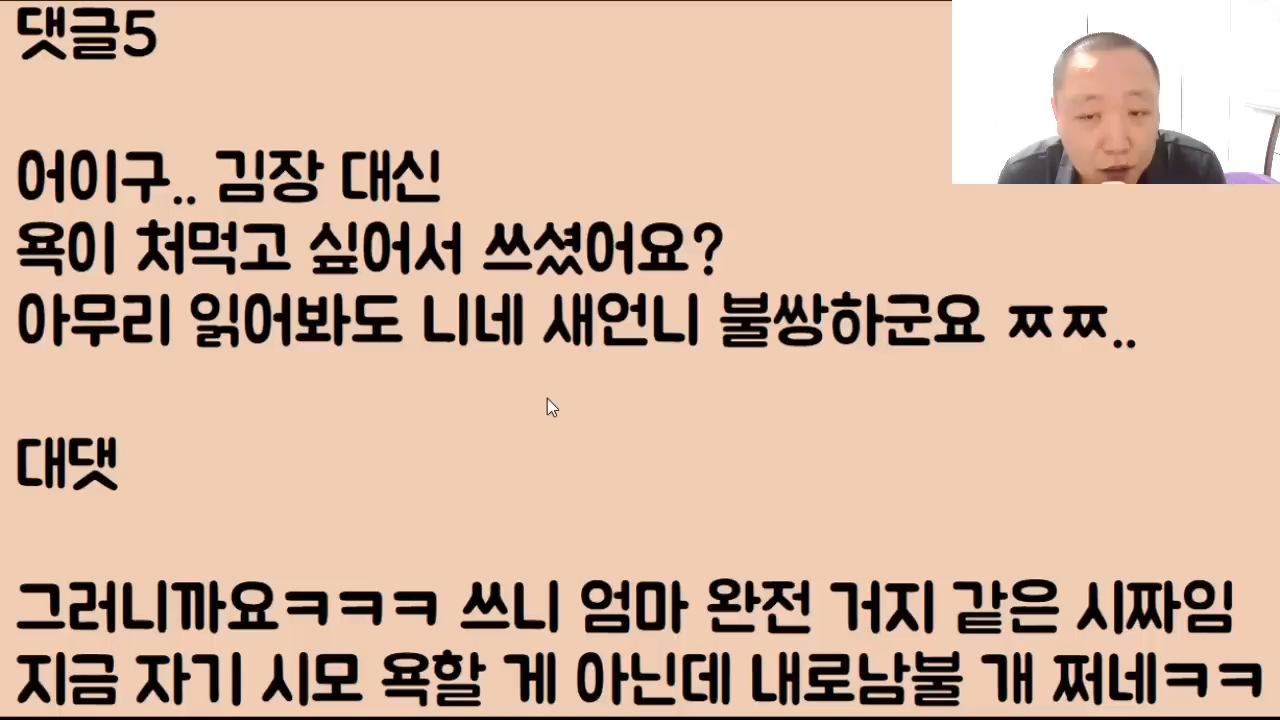 댓글5
어이구.. 김장 대신
욕이 처먹고 싶어서 쓰셨어요?
아무리 읽어봐도 니네 새언니 불쌍하군요 ㅉㅉ..
대댓
그러니까요ㅋㅋㅋ 쓰니 엄마 완전 거지 같은 시짜임
지금 자기 시모 욕할 게 아닌데 내로남불 개 쩌네ㅋㅋ